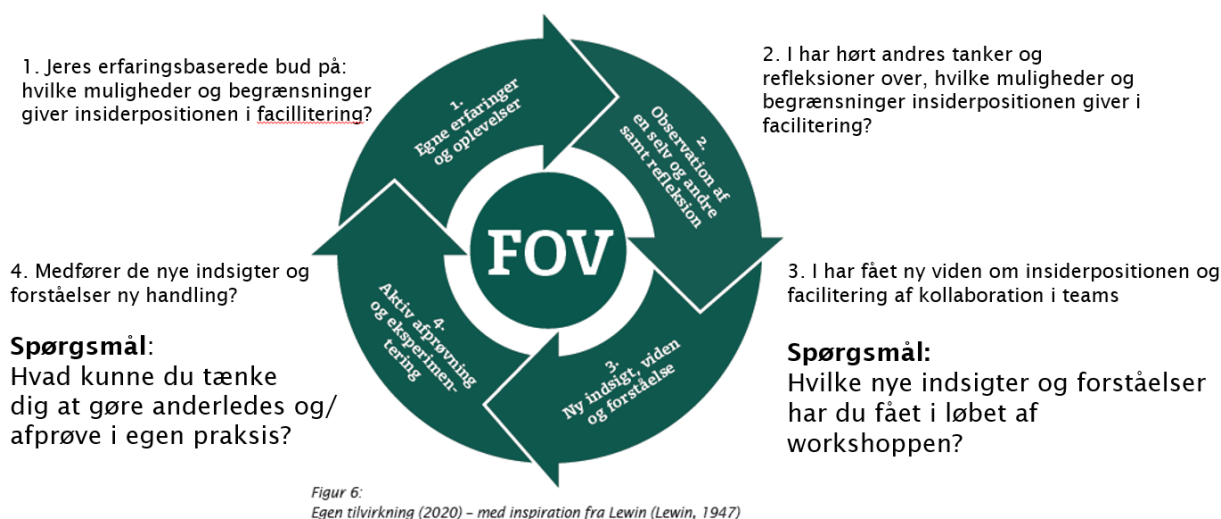 1. Jeres erfaringsbaserede bud på:
hvilke muligheder og begrænsninger
giver insiderpositionen i facillitering?
1.
Egne erfaringer
og oplevelser
2. I har hørt andres tanker og
refleksioner over, hvilke muligheder og
begrænsninger insiderpositionen giver i
facilitering?
2.
Observation af
en selv og andre
samt refleksion
FOV
3. I har fået ny viden om insiderpositionen og
facilitering af kollaboration i teams
Spørgsmål:
Hvilke nye indsigter og forståelser
har du fået i løbet af
workshoppen?
3.
Ny indsigt, viden
og forståelse
4. Medfører de nye indsigter og
forståelser ny handling?
Spørgsmål:
Hvad kunne du tænke
dig at gøre anderledes og/
afprøve i egen praksis?
4.
Aktiv afprøvning
og eksperimen-
tering
Figur 6:
Egen tilvirkning (2020) – med inspiration fra Lewin (Lewin, 1947)